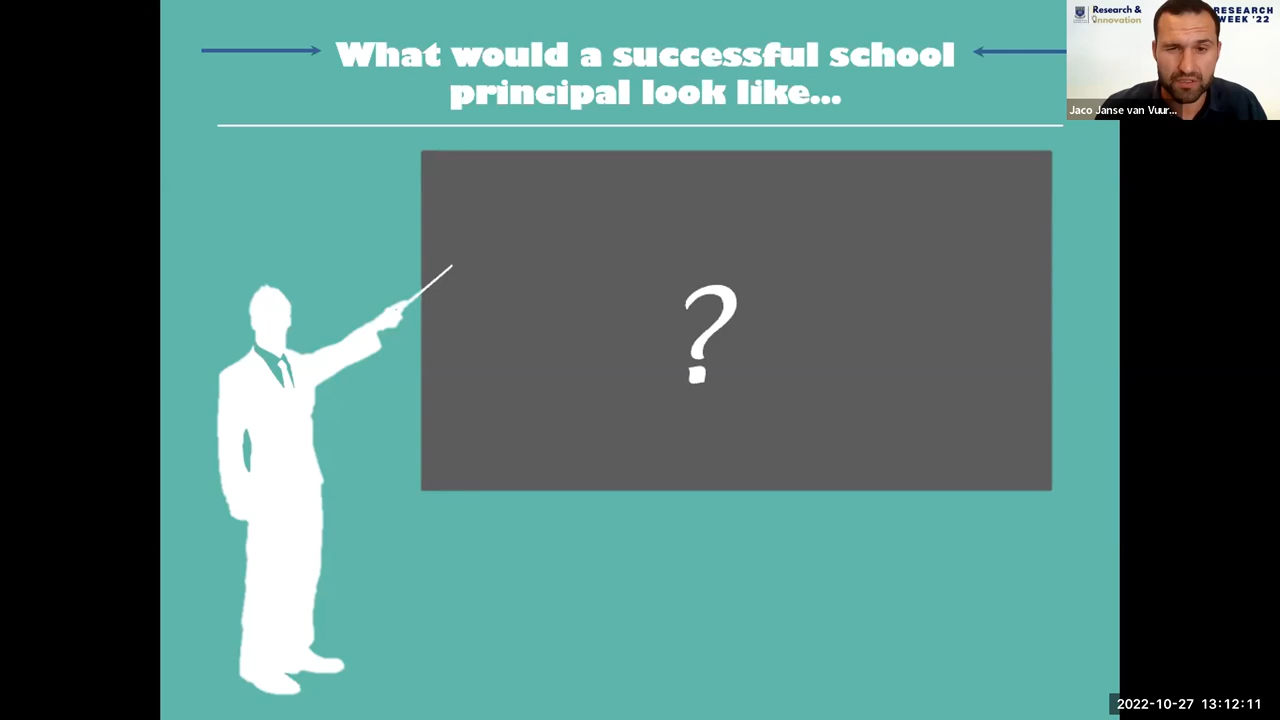 What would a successful school
principal look like...
?
Research &
Innovation
RESEARCH
WEEK '22
Jaco Janse van Vuur...
2022-10-27 13:12:11